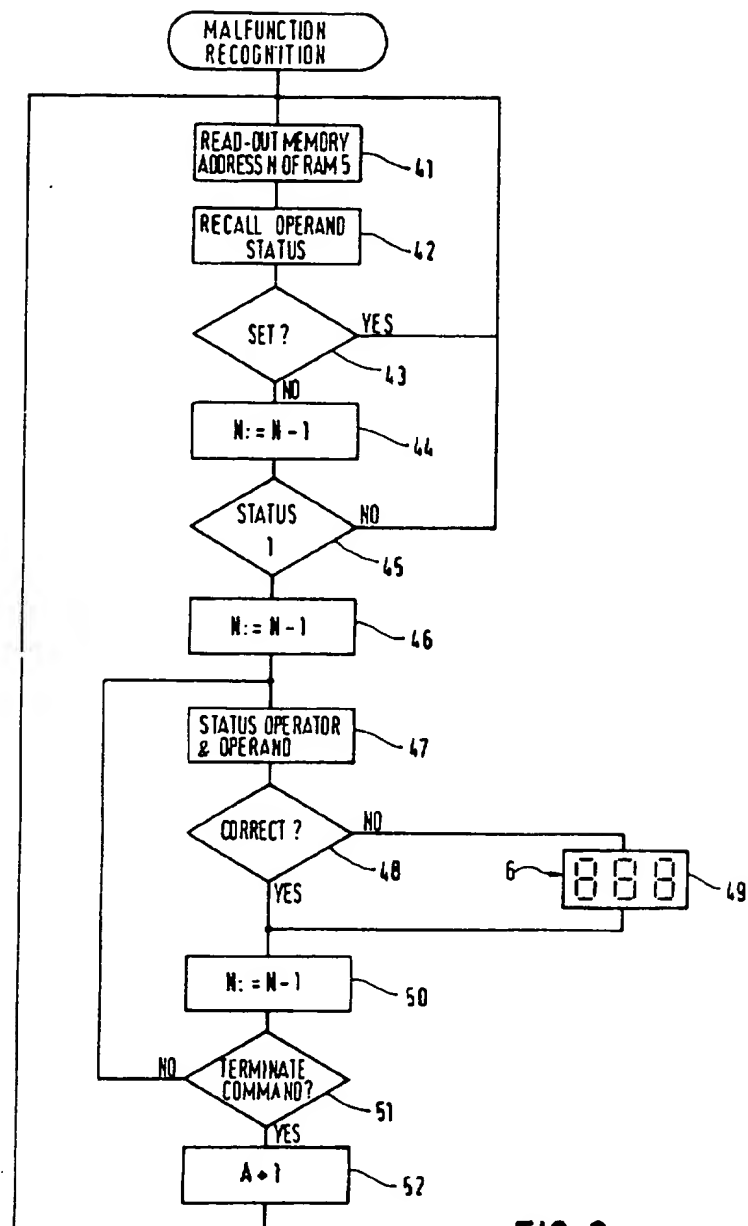 MALFUNCTION
RECOGNITION
READ-OUT MEMORY
ADDRESS N OF RAM 5
41
RECALL OPERAND
STATUS
42
SET?
YES
43
NO
N:=N-1
44
STATUS
1
NO
45
N:=N-1
46
STATUS OPERATOR
& OPERAND
47
CORRECT?
NO
48
YES
6
888
49
N:=N-1
50
NO
TERMINATE
COMMAND?
51
YES
A+1
52